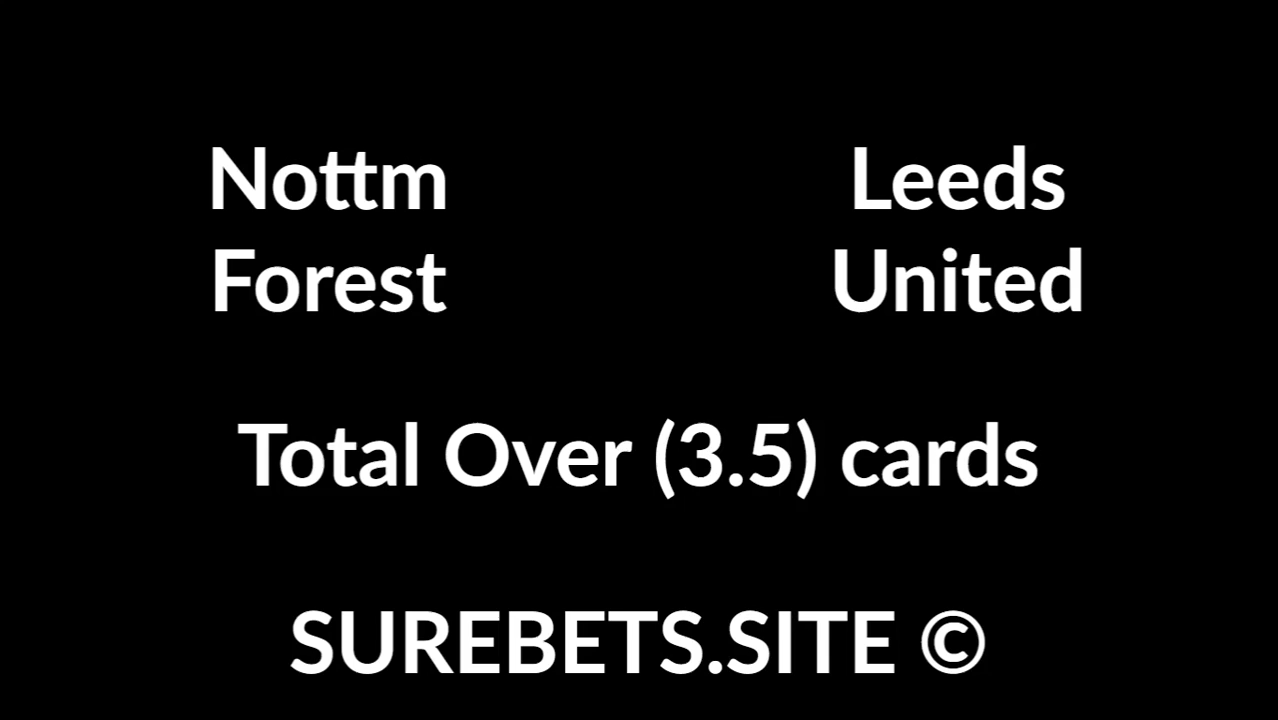 Nottm
Forest
Leeds
United
Total Over (3.5) cards
SUREBETS.SITE ©